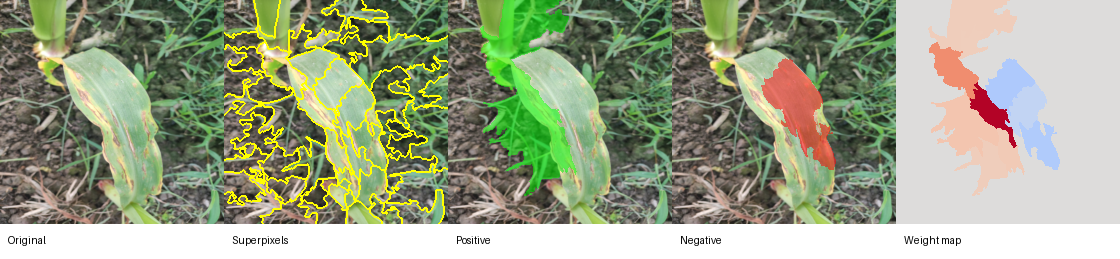 Original
Superpixels
Positive
Negative
Weight map